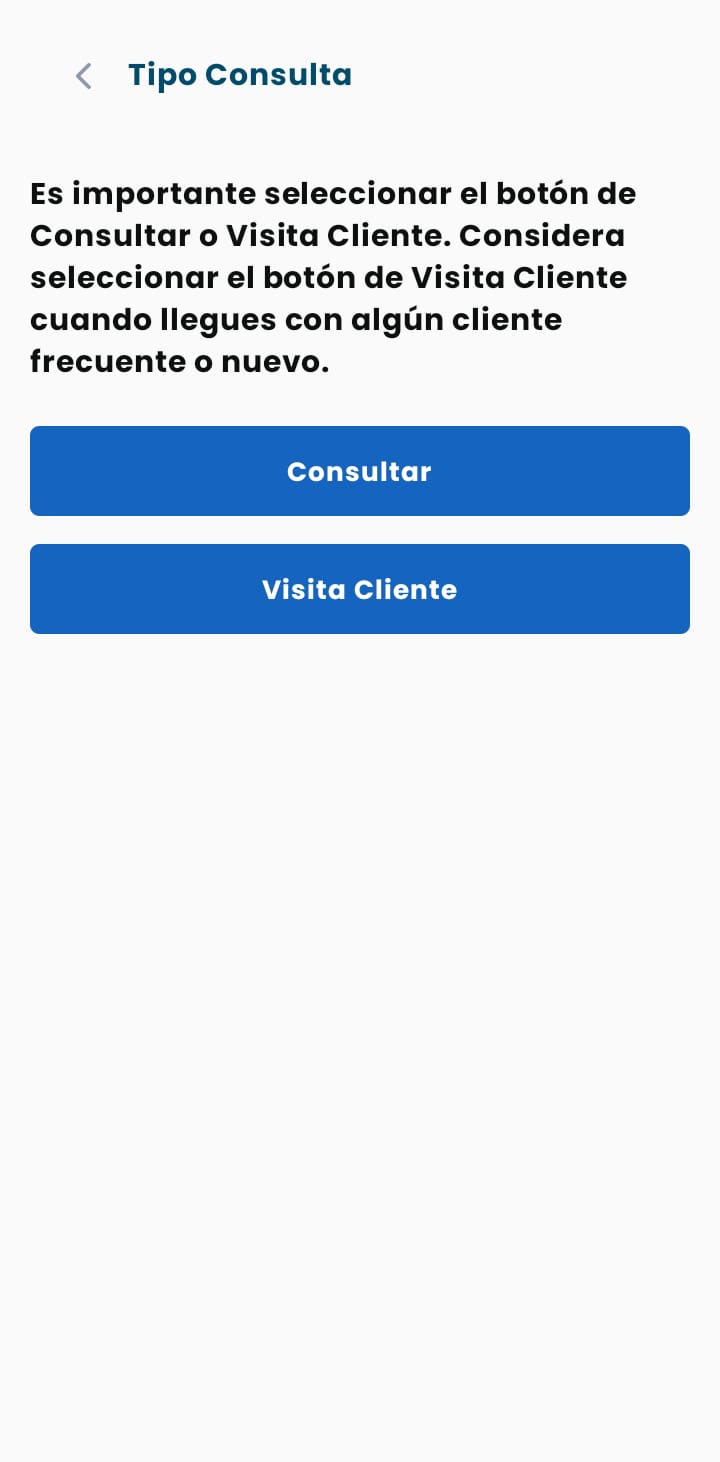 Tipo Consulta
Es importante seleccionar el botón de
Consultar o Visita Cliente. Considera
seleccionar el botón de Visita Cliente
cuando llegues con algún cliente
frecuente o nuevo.
Consultar
Visita Cliente